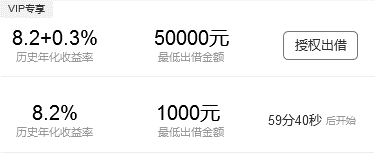 VIP专享
8.2+0.3% 50000元 授权出借
历史年化收益率 最低出借金额
8.2% 1000元 59分40秒 后开始
历史年化收益率 最低出借金额